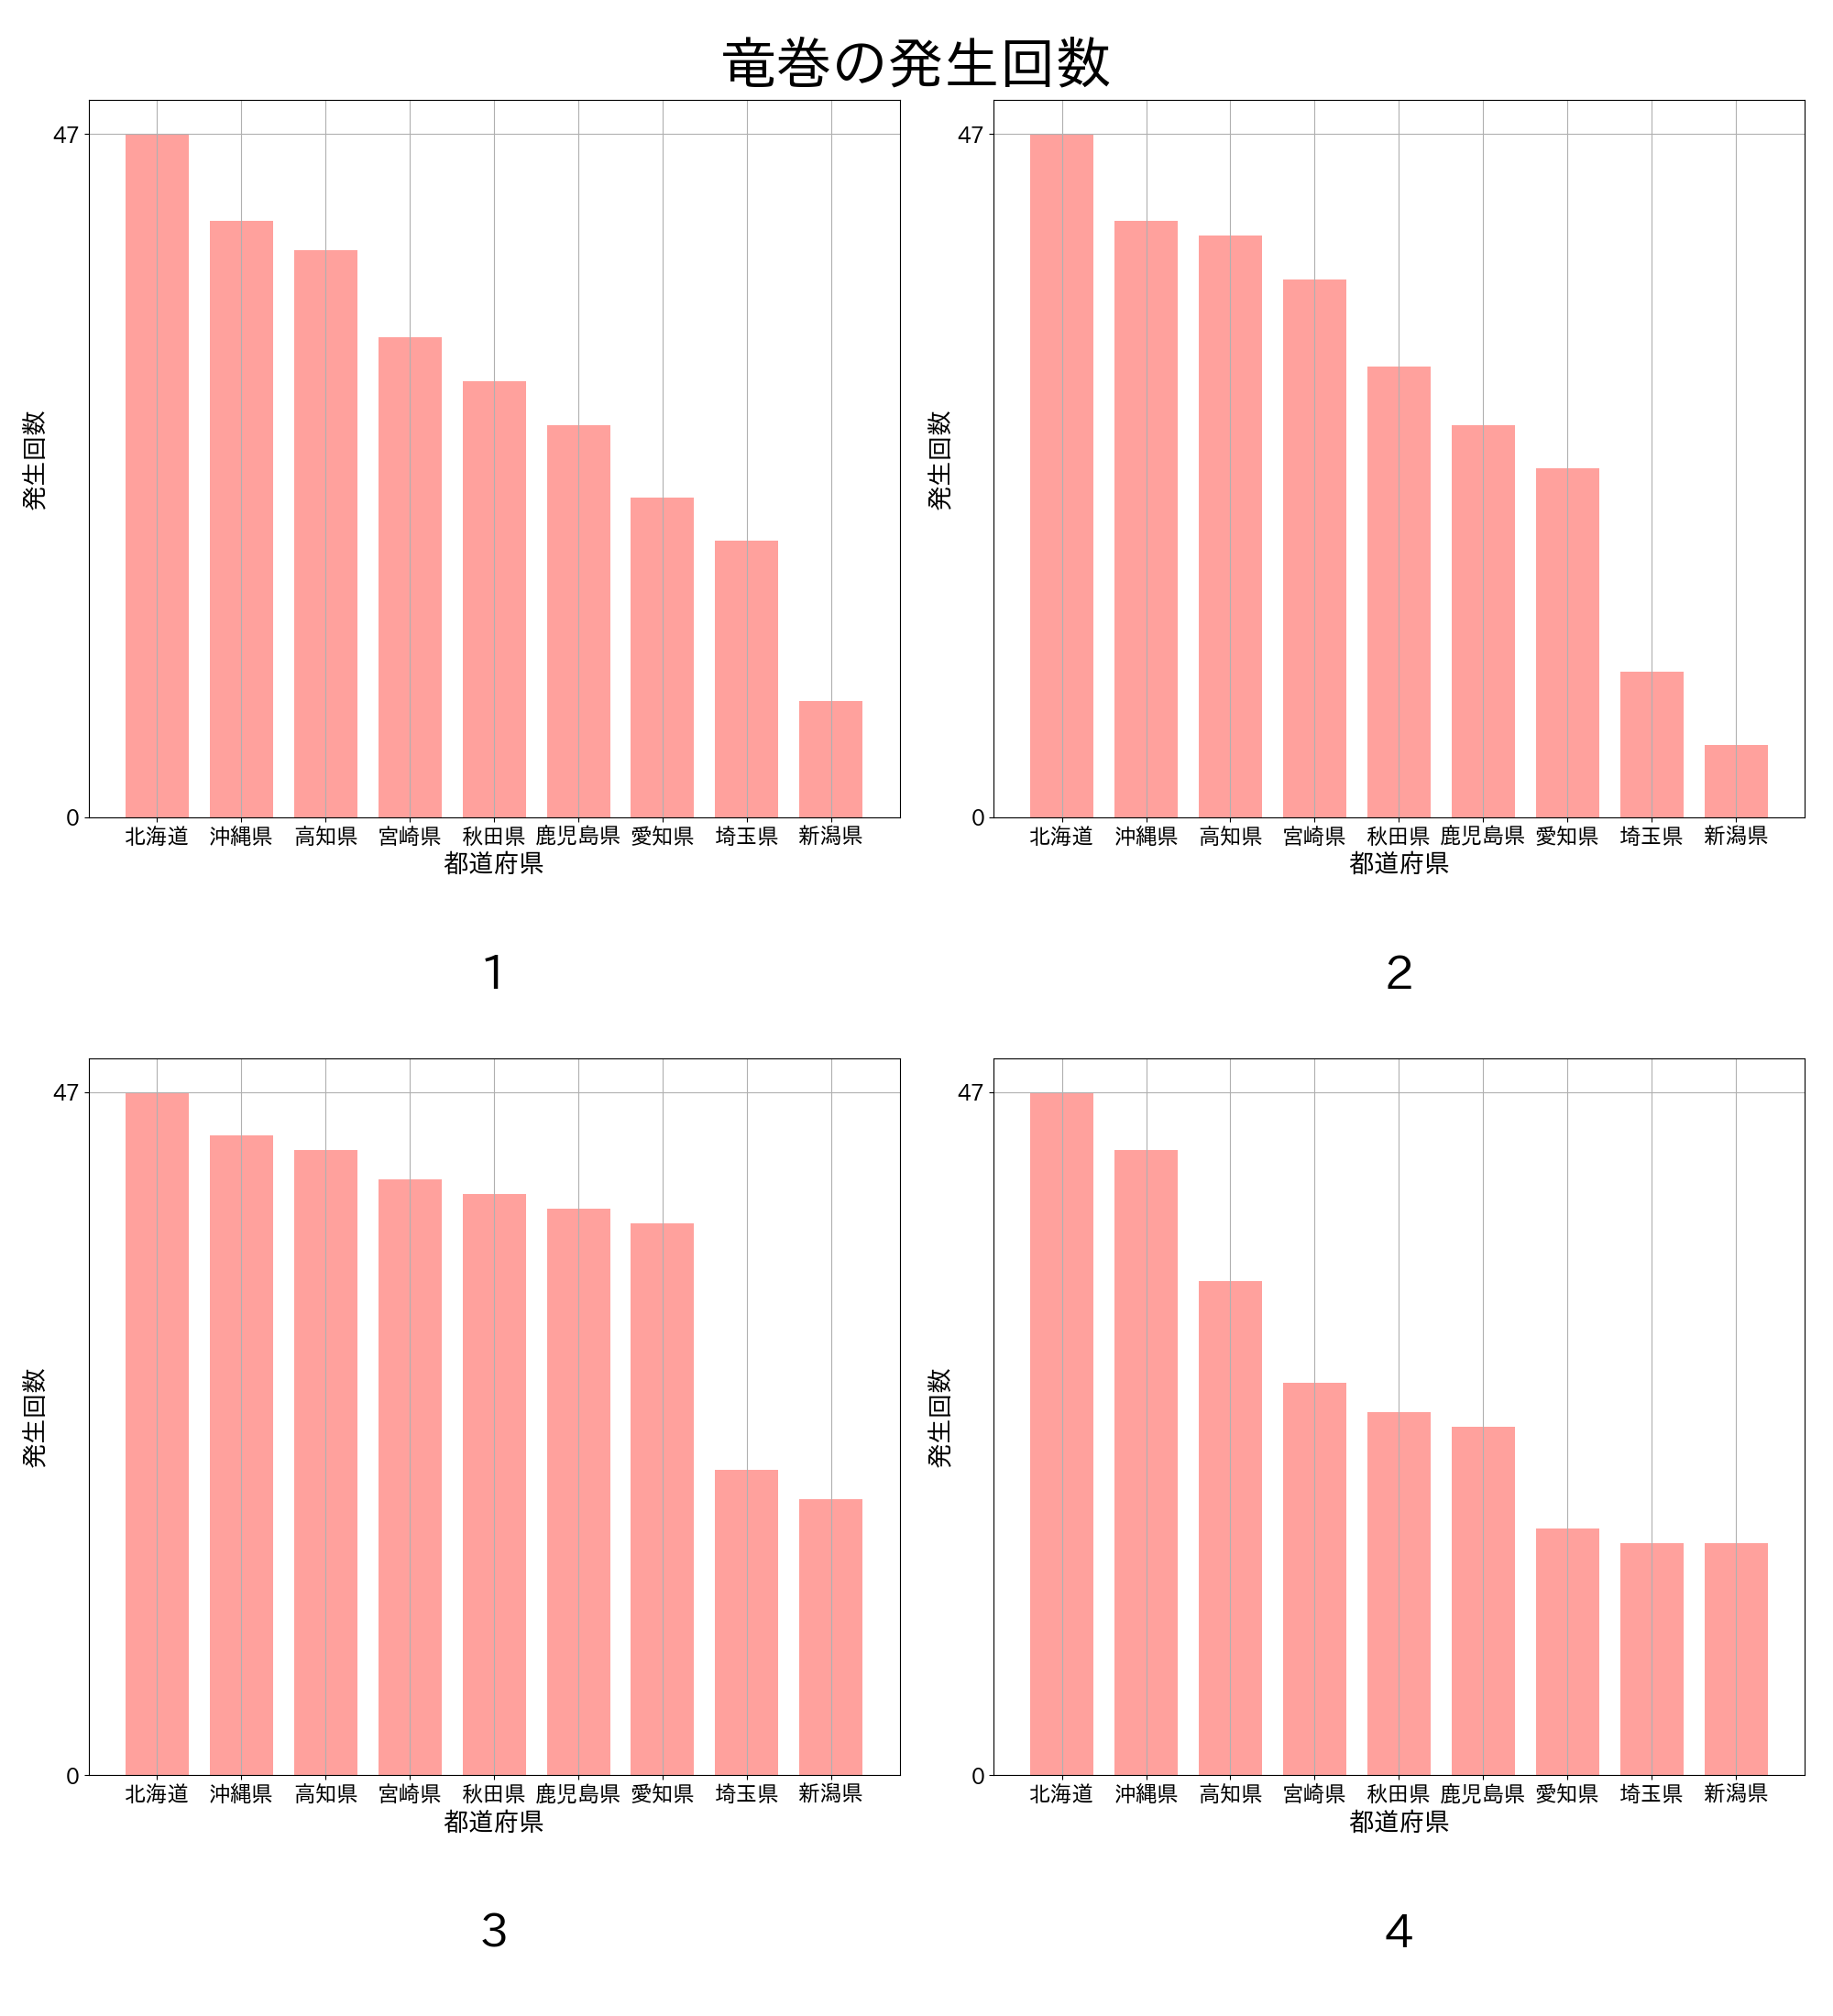 竜巻の発生回数
47
0
発生回数
北海道 沖縄県 高知県 宮崎県 秋田県 鹿児島県 愛知県 埼玉県 新潟県
都道府県
1
47
0
発生回数
北海道 沖縄県 高知県 宮崎県 秋田県 鹿児島県 愛知県 埼玉県 新潟県
都道府県
2
47
0
発生回数
北海道 沖縄県 高知県 宮崎県 秋田県 鹿児島県 愛知県 埼玉県 新潟県
都道府県
3
47
0
発生回数
北海道 沖縄県 高知県 宮崎県 秋田県 鹿児島県 愛知県 埼玉県 新潟県
都道府県
4